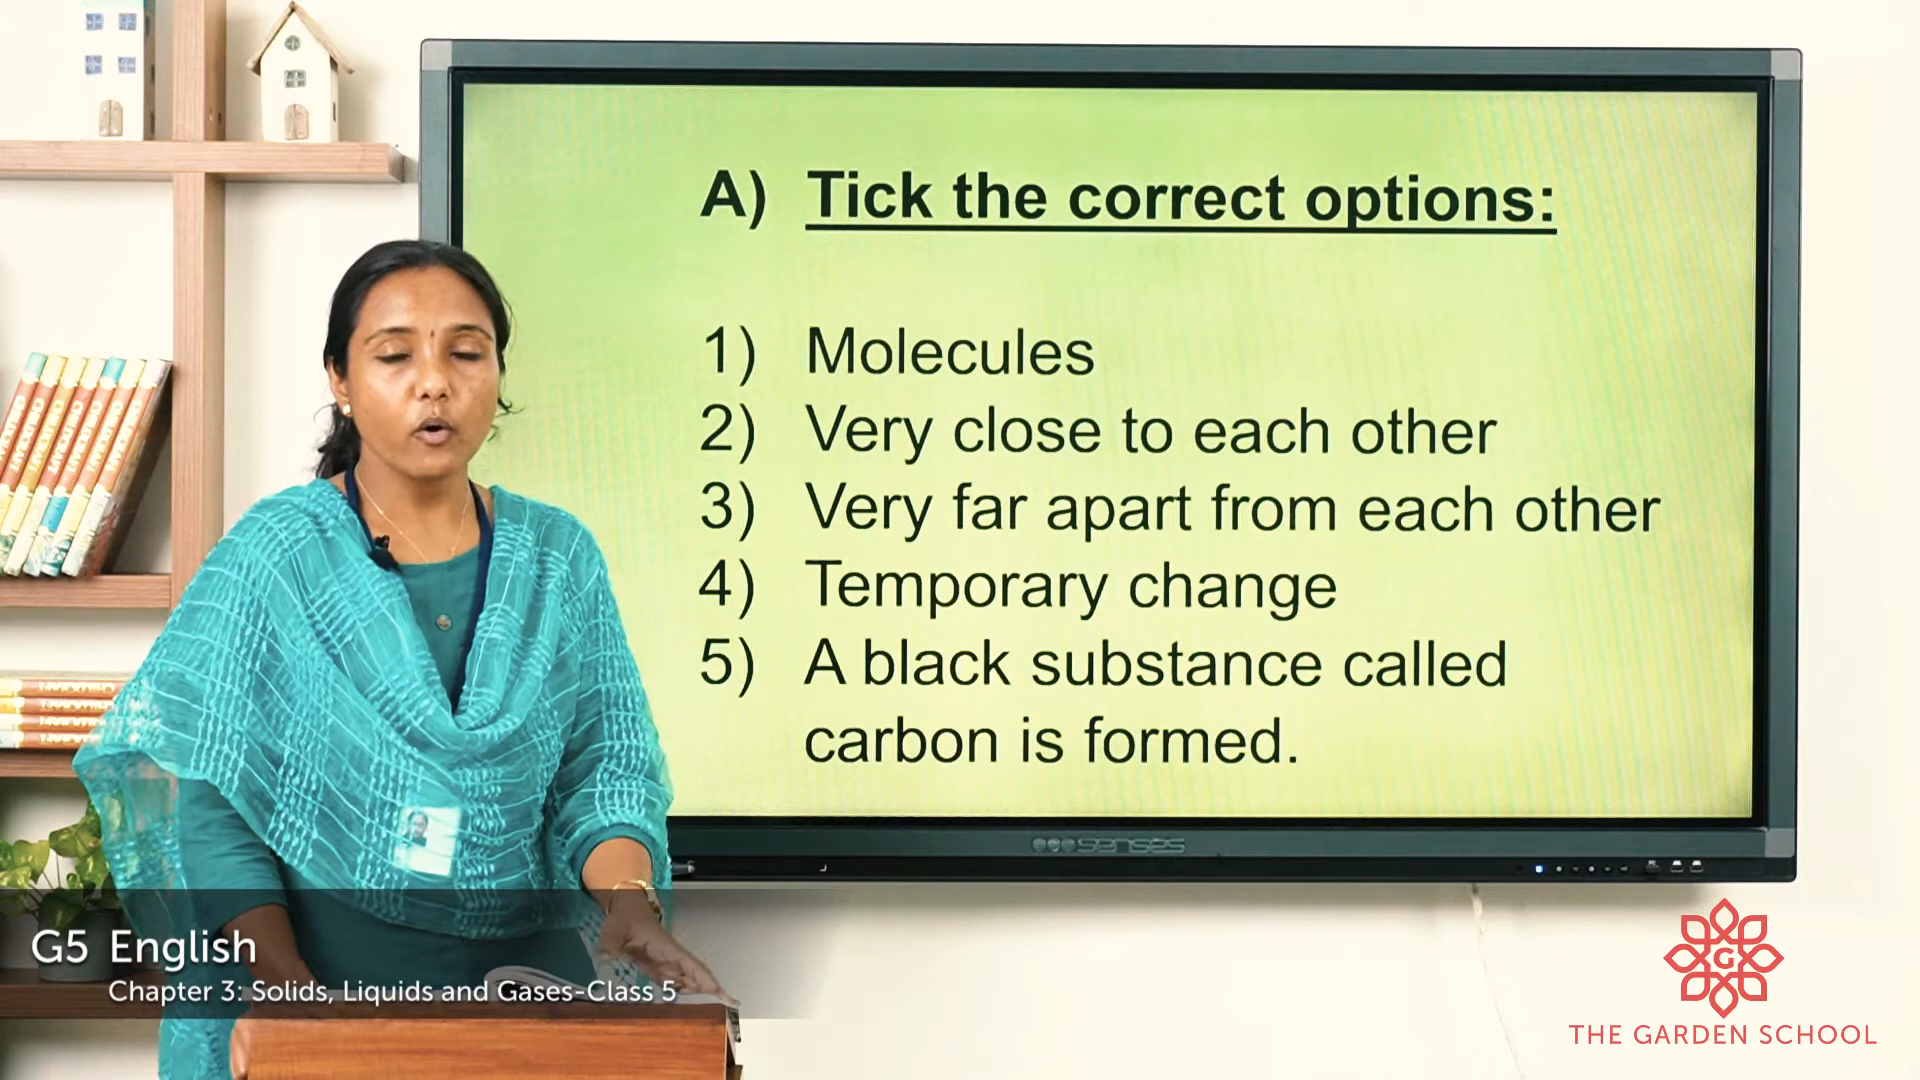 A) Tick the correct options:
1) Molecules
2) Very close to each other
3) Very far apart from each other
4) Temporary change
5) A black substance called
carbon is formed.
senses
G5 English
Chapter 3: Solids, Liquids and Gases-Class 5
G
THE GARDEN SCHOOL